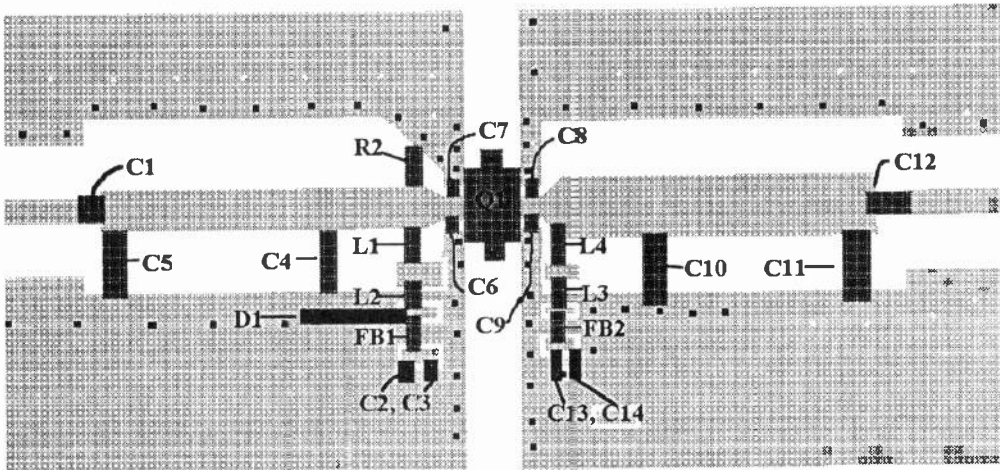 C7
C8
R2
C1
C12
Q1
L1
L4
C5
C4
C6
C10
C11
L2
L3
D1
C9
FB1
FB2
C2, C3
C13, C14